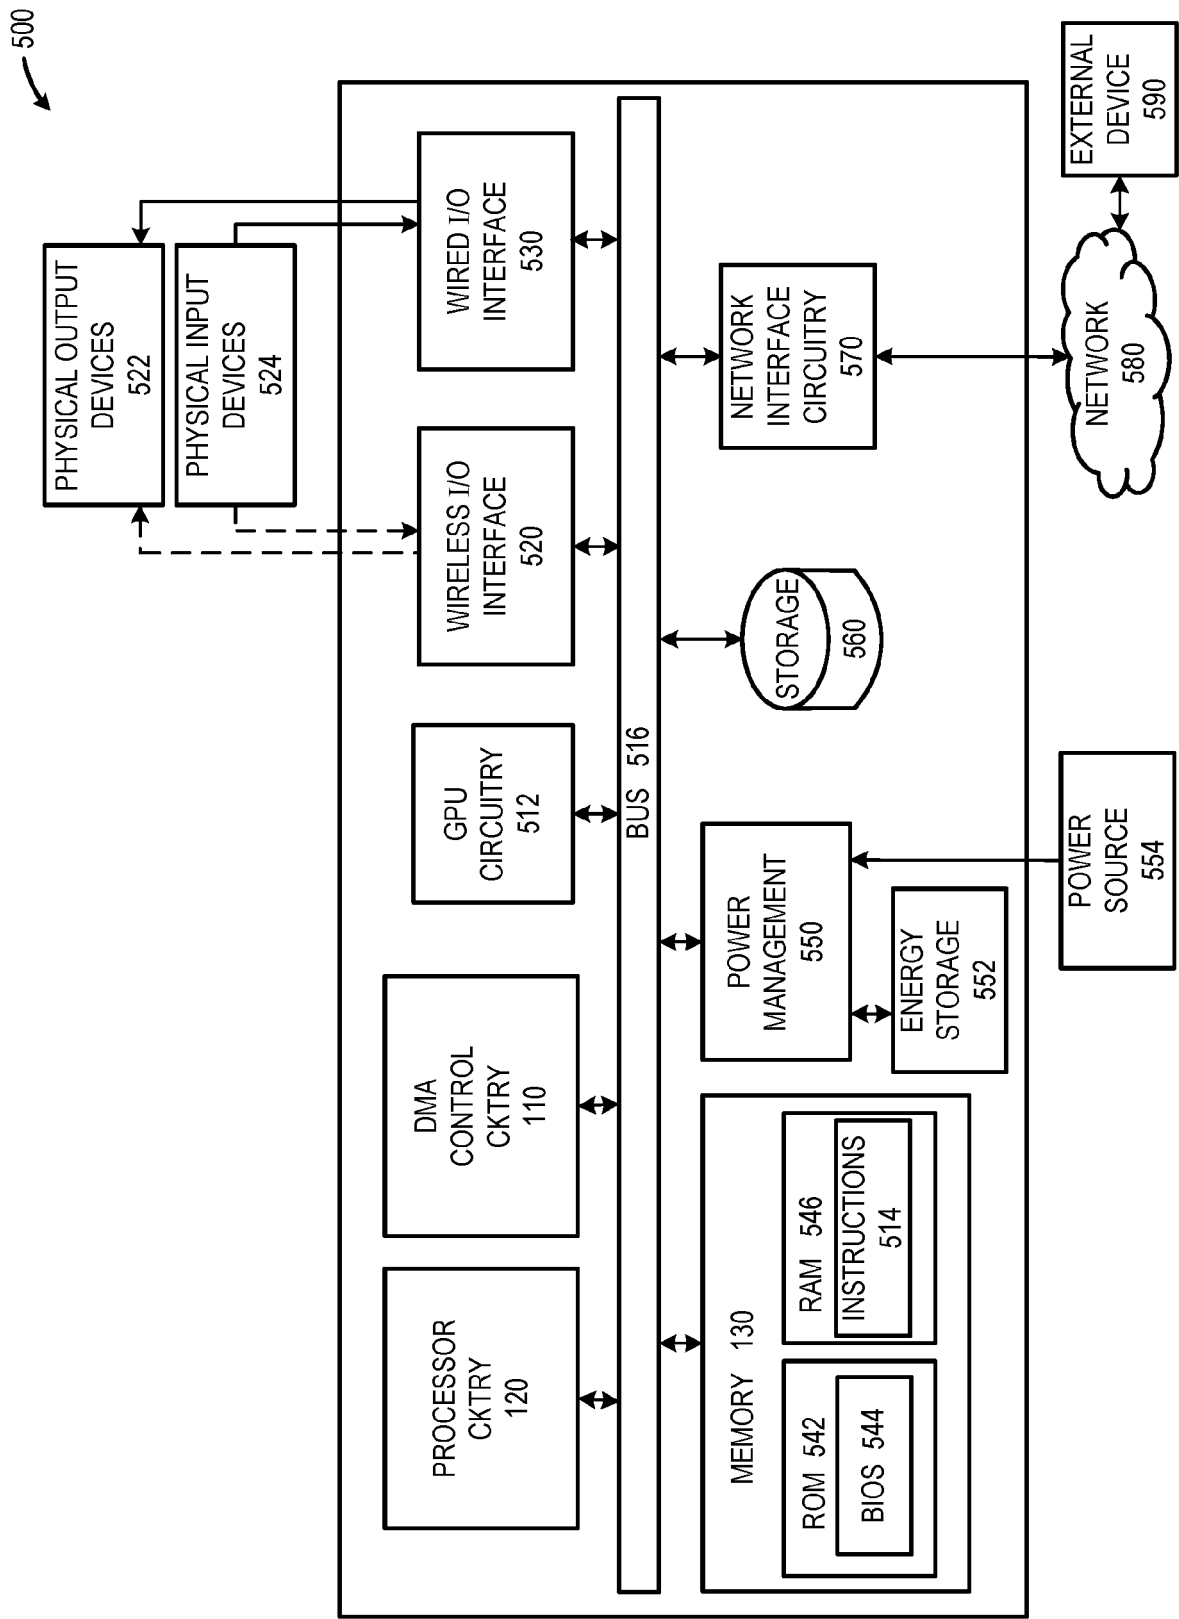 500
PHYSICAL OUTPUT
DEVICES
522
PHYSICAL INPUT
DEVICES
524
PROCESSOR
CKTRY
120
DMA
CONTROL
CKTRY
110
GPU
CIRCUITRY
512
WIRELESS I/O
INTERFACE
520
WIRED I/O
INTERFACE
530
BUS 516
MEMORY 130
ROM 542
BIOS 544
RAM 546
INSTRUCTIONS
514
POWER
MANAGEMENT
550
ENERGY
STORAGE
552
STORAGE
560
NETWORK
INTERFACE
CIRCUITRY
570
POWER
SOURCE
554
NETWORK
580
EXTERNAL
DEVICE
590